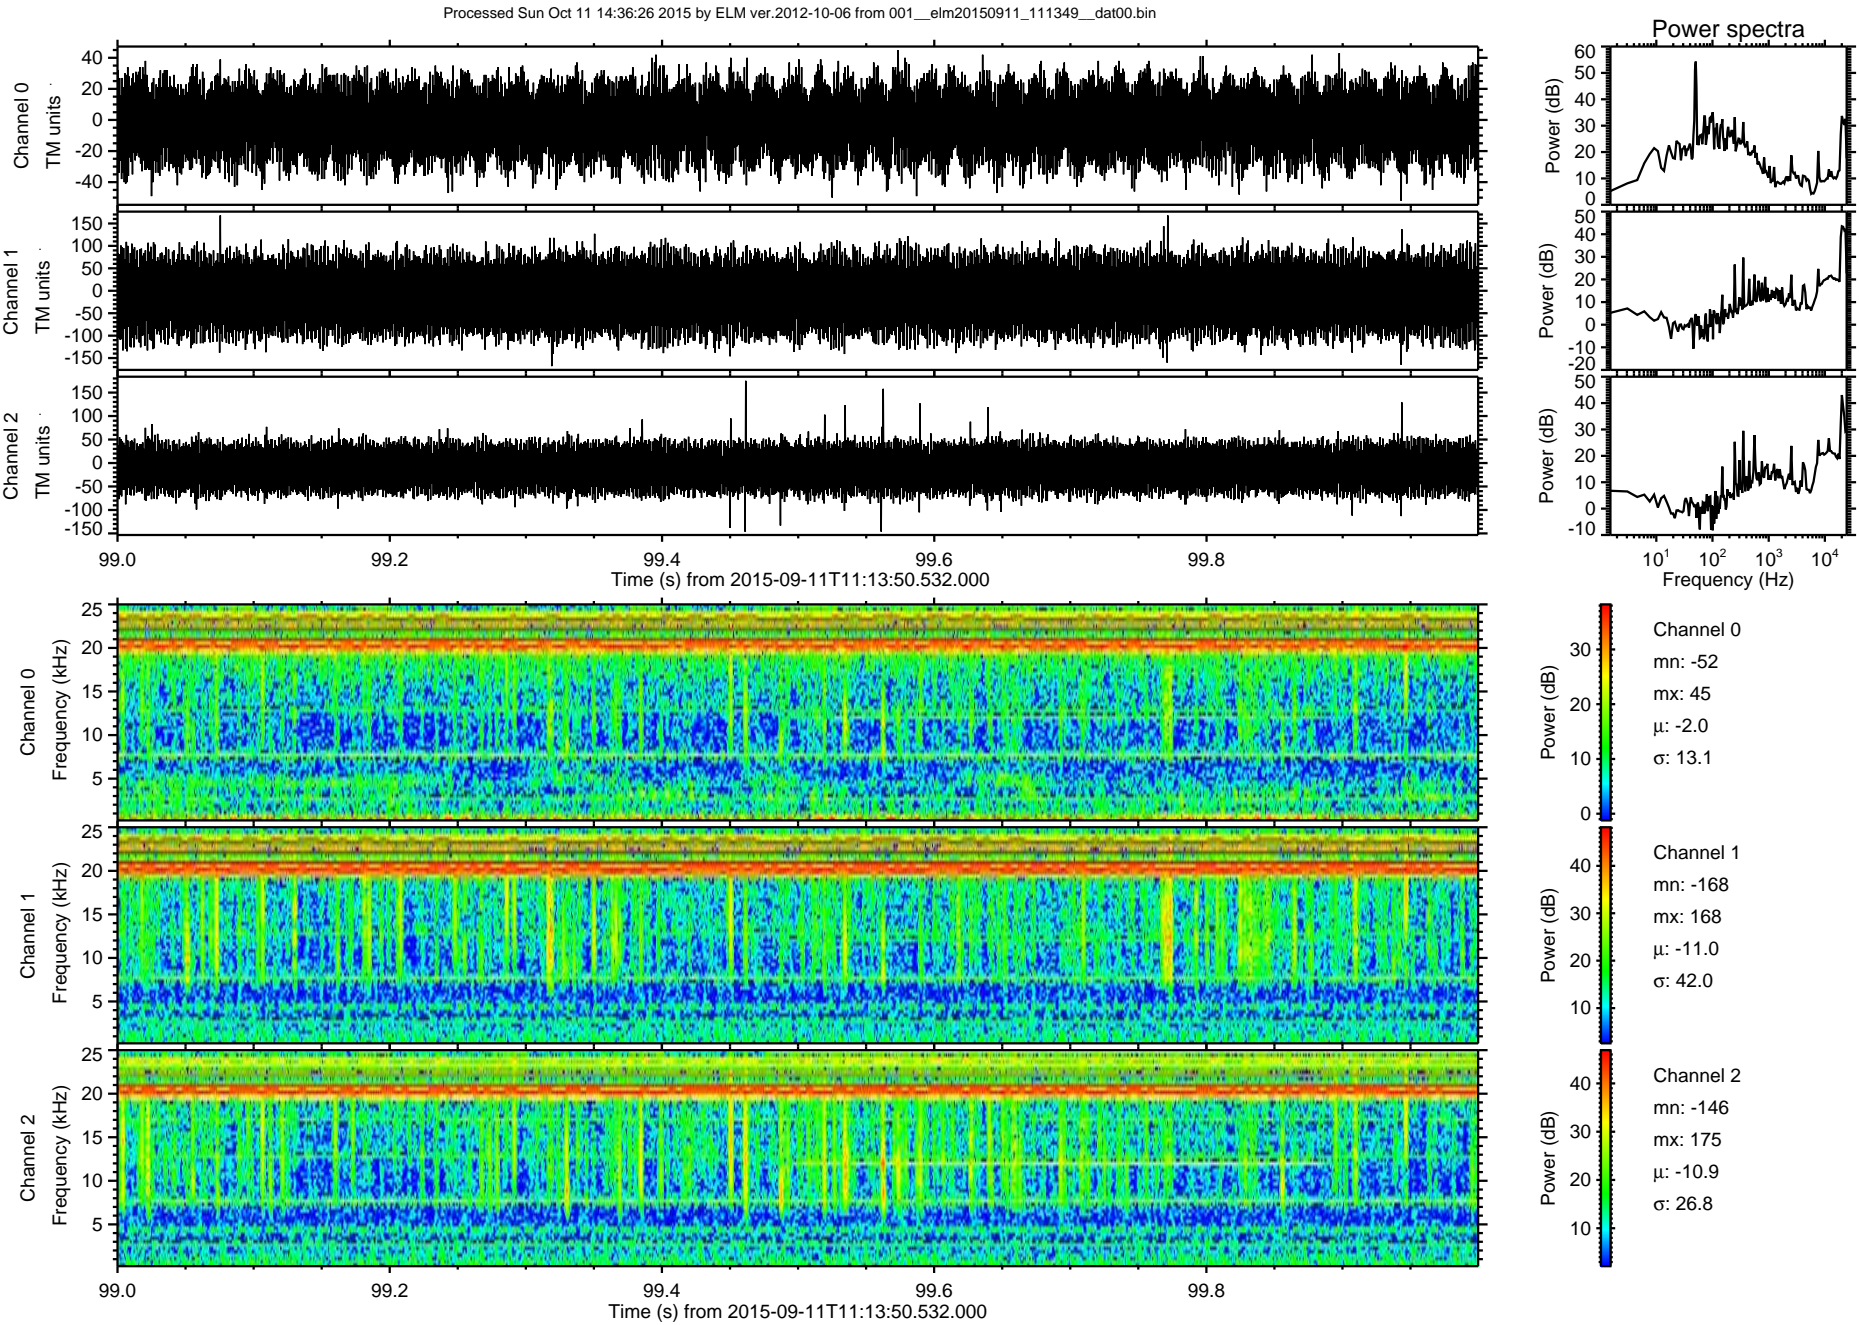 Processed Sun Oct 11 14:36:26 2015 by ELM ver.2012-10-06 from 001__elm20150911_111349__dat00.bin
Power spectra
Channel 0
TM units
40
20
0
-20
-40
Power (dB)
60
50
40
30
20
10
0
Channel 1
TM units
150
100
50
0
-50
-100
-150
Power (dB)
50
40
30
20
10
0
-10
-20
Channel 2
TM units
150
100
50
0
-50
-100
-150
Power (dB)
50
40
30
20
10
0
-10
99.0 99.2 99.4 99.6 99.8
Time (s) from 2015-09-11T11:13:50.532.000
10¹ 10² 10³ 10⁴
Frequency (Hz)
Channel 0
Frequency (kHz)
25
20
15
10
5
Power (dB)
30
20
10
0
Channel 0
mn: -52
mx: 45
μ: -2.0
σ: 13.1
Channel 1
Frequency (kHz)
25
20
15
10
5
Power (dB)
40
30
20
10
Channel 1
mn: -168
mx: 168
μ: -11.0
σ: 42.0
Channel 2
Frequency (kHz)
25
20
15
10
5
Power (dB)
40
30
20
10
Channel 2
mn: -146
mx: 175
μ: -10.9
σ: 26.8
99.0 99.2 99.4 99.6 99.8
Time (s) from 2015-09-11T11:13:50.532.000